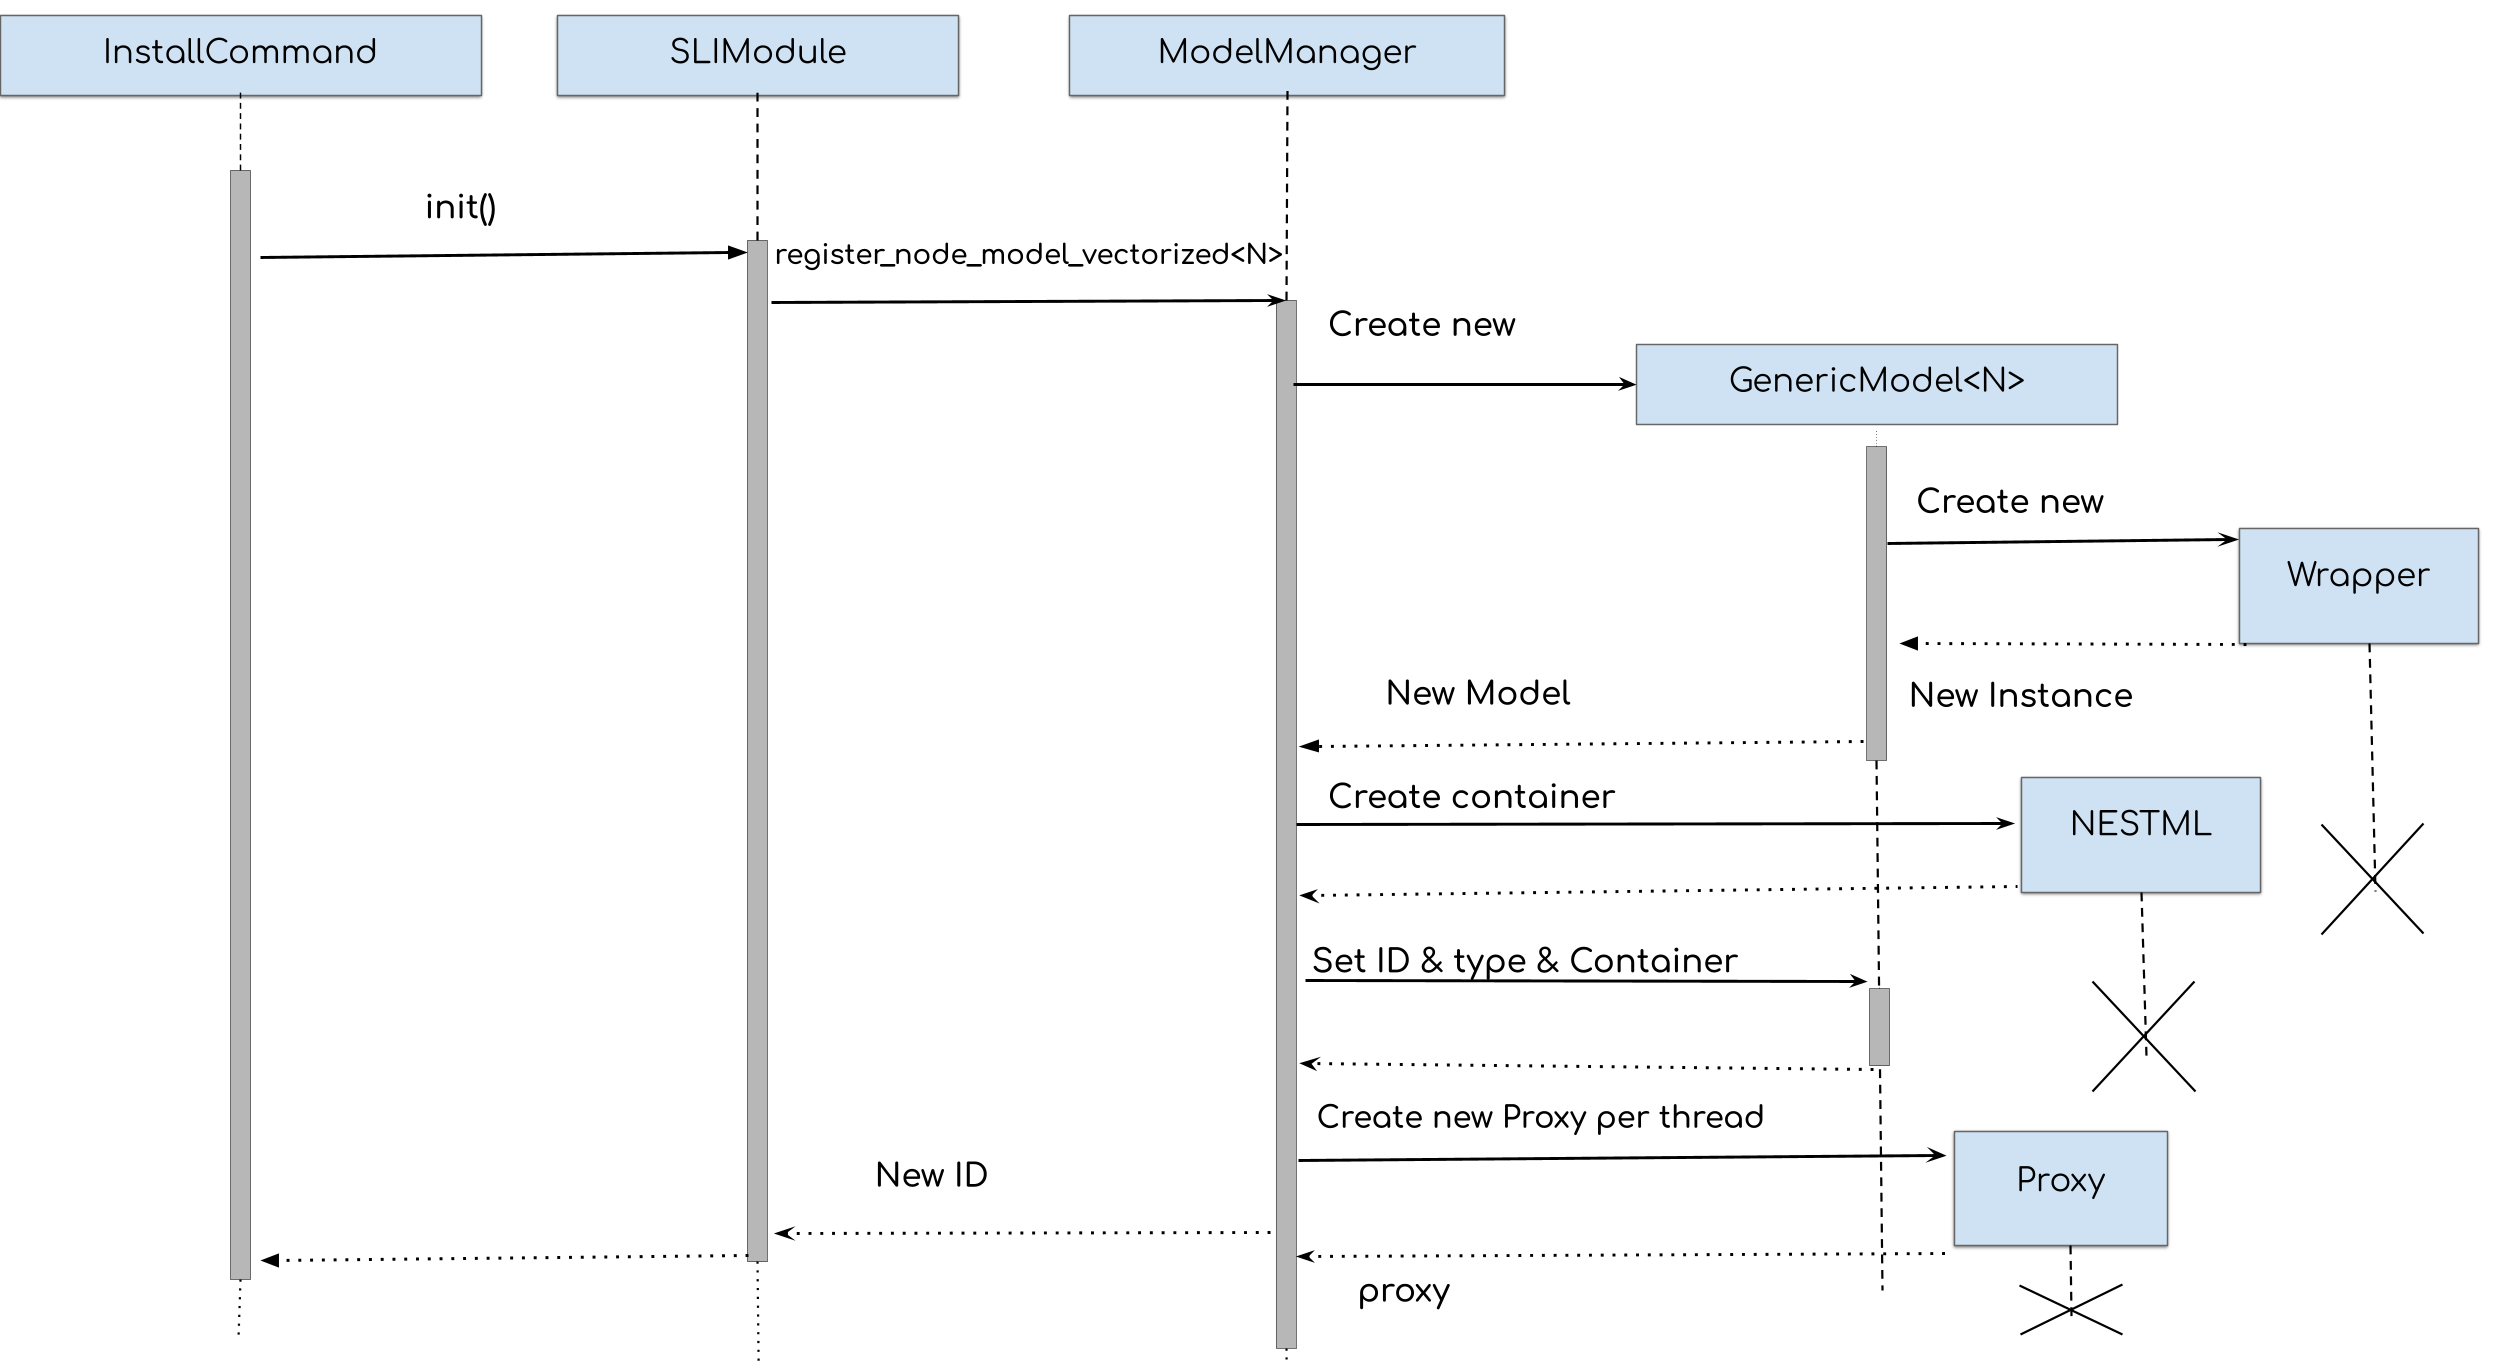 InstallCommand
SLIModule
ModelManager
init()
register_node_model_vectorized<N>
Create new
GenericModel<N>
Create new
Wrapper
New Model
New Instance
Create container
NESTML
Set ID & type & Container
Create new Proxy per thread
New ID
Proxy
proxy